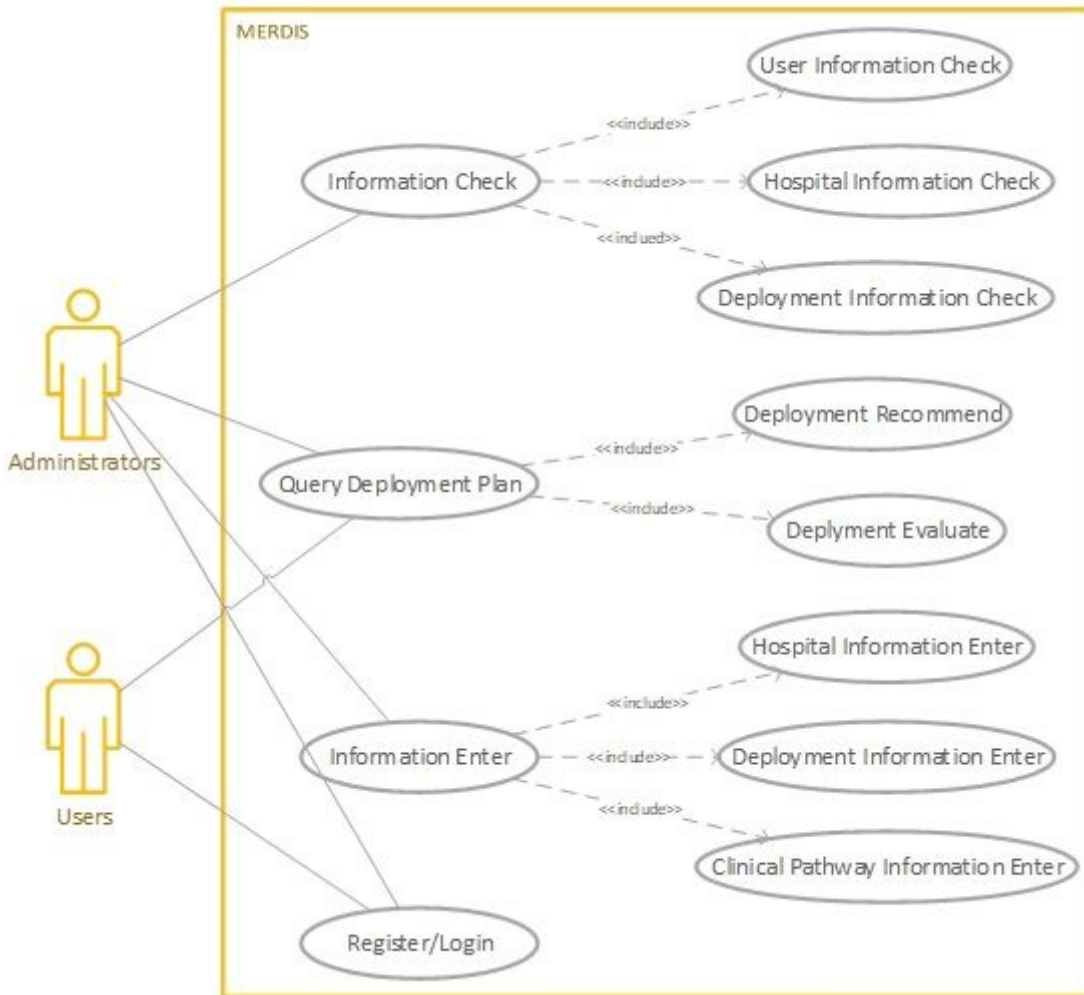 MERDIS
User Information Check
<<include>>
Information Check
<<include>>
Hospital Information Check
<<inclued>>
Deployment Information Check
Administrators
Deployment Recommend
<<include>>
Query Deployment Plan
<<include>>
Deplyment Evaluate
Users
Hospital Information Enter
<<include>>
Information Enter
<<include>>
Deployment Information Enter
<<include>>
Clinical Pathway Information Enter
Register/Login